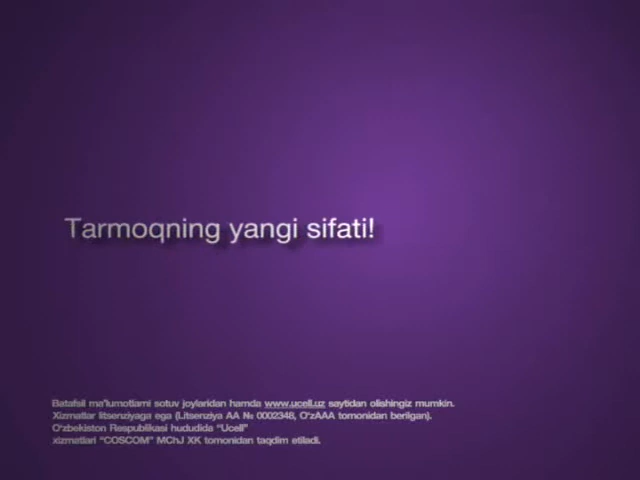 Tarmoqning yangi sifati!
Batafsil ma'lumotlarni sotuv joylaridan hamda www.ucell.uz saytidan olishingiz mumkin.
Xizmatlar litsenziyaga ega (Litsenziya AA № 0002348, O'zAAA tomonidan berilgan).
O'zbekiston Respublikasi hududida "Ucell"
xizmatlari "COSCOM" MChJ XK tomonidan taqdim etiladi.